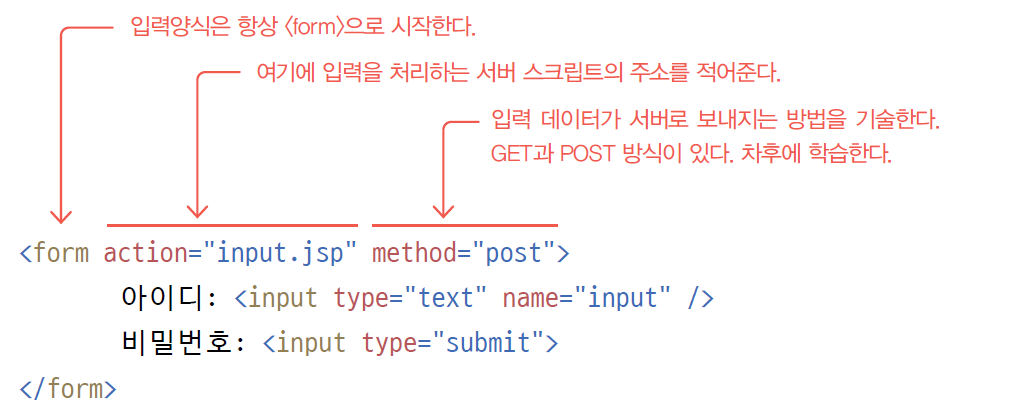 입력양식은 항상 <form>으로 시작한다.
여기에 입력을 처리하는 서버 스크립트의 주소를 적어준다.
입력 데이터가 서버로 보내지는 방법을 기술한다.
GET과 POST 방식이 있다. 차후에 학습한다.
<form action="input.jsp" method="post">
아이디: <input type="text" name="input" />
비밀번호: <input type="submit">
</form>